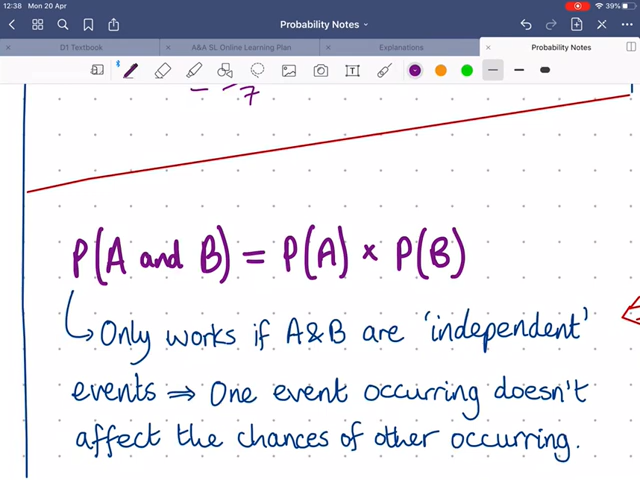 12:38 Mon 20 Apr 39%
Probability Notes
D1 Textbook A&A SL Online Learning Plan Explanations Probability Notes
7
P(A and B) = P(A) × P(B)
↳ Only works if A&B are 'independent'
events ⇒ One event occurring doesn't
affect the chances of other occurring.